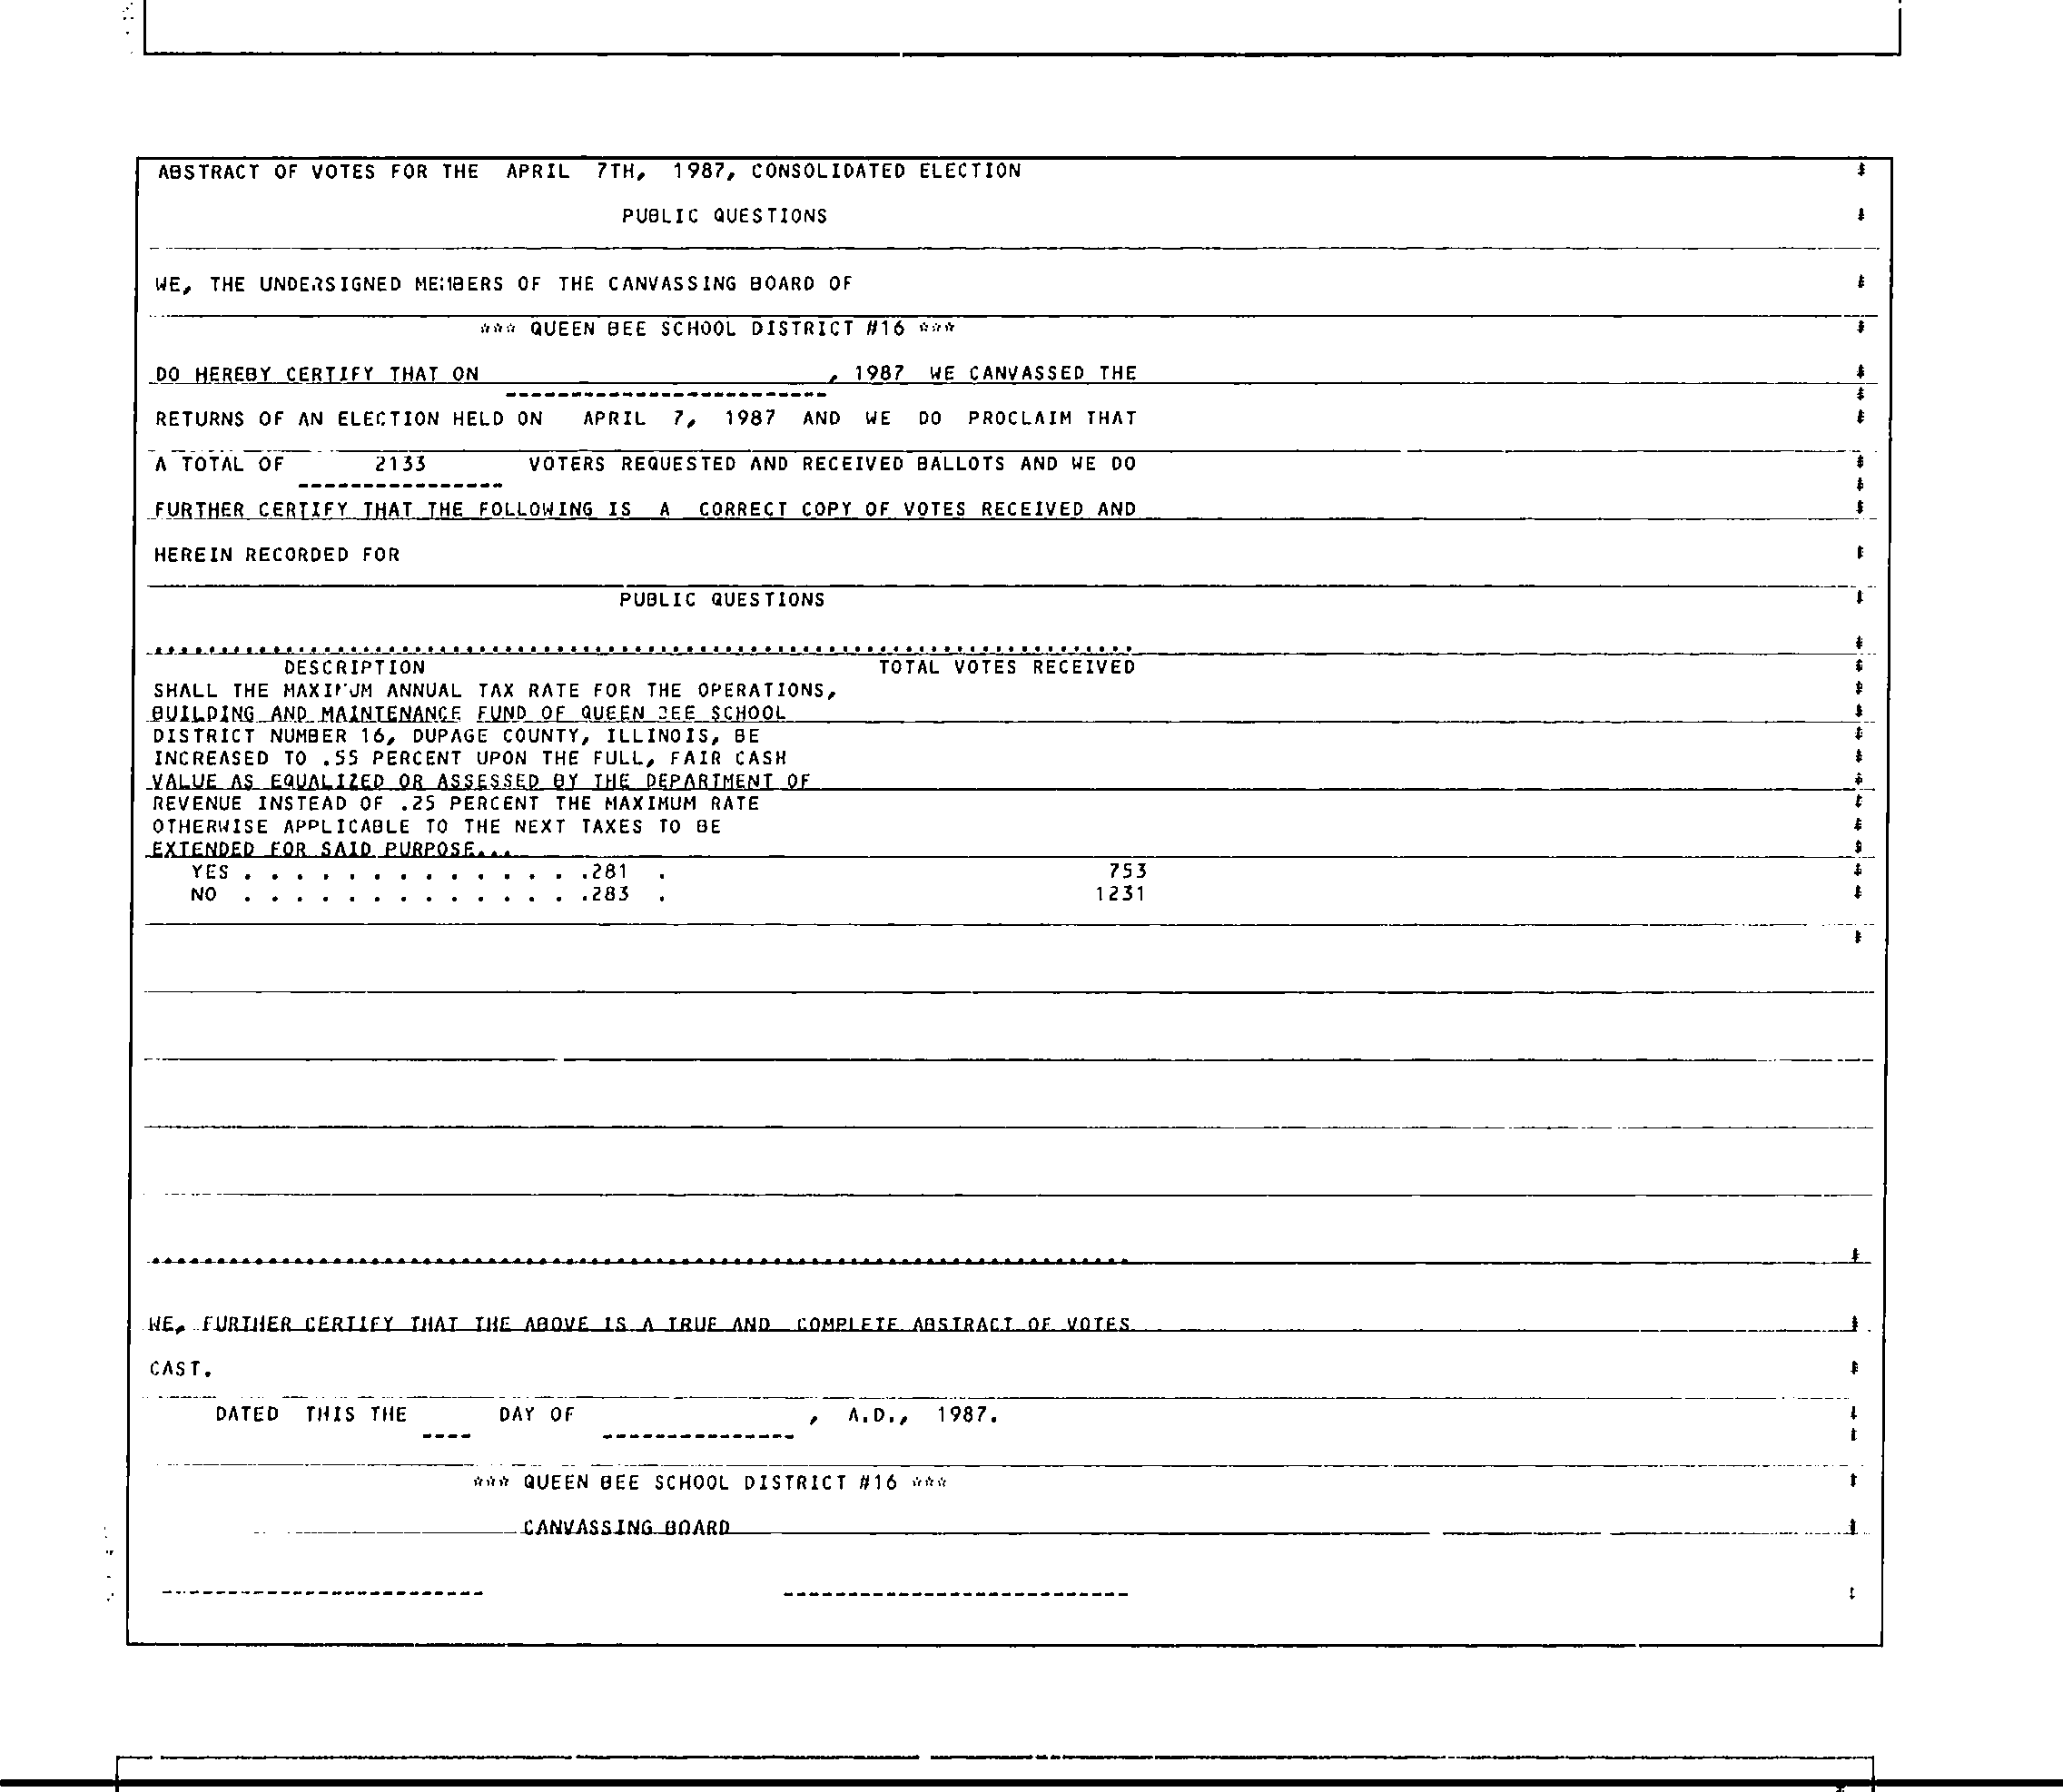 ABSTRACT OF VOTES FOR THE APRIL 7TH, 1987, CONSOLIDATED ELECTION
PUBLIC QUESTIONS
WE, THE UNDERSIGNED MEMBERS OF THE CANVASSING BOARD OF
*** QUEEN BEE SCHOOL DISTRICT #16 ***
DO HEREBY CERTIFY THAT ON , 1987 WE CANVASSED THE
RETURNS OF AN ELECTION HELD ON APRIL 7, 1987 AND WE DO PROCLAIM THAT
A TOTAL OF 2133 VOTERS REQUESTED AND RECEIVED BALLOTS AND WE DO
FURTHER CERTIFY THAT THE FOLLOWING IS A CORRECT COPY OF VOTES RECEIVED AND
HEREIN RECORDED FOR
PUBLIC QUESTIONS
DESCRIPTION TOTAL VOTES RECEIVED
SHALL THE MAXIMUM ANNUAL TAX RATE FOR THE OPERATIONS,
BUILDING AND MAINTENANCE FUND OF QUEEN BEE SCHOOL
DISTRICT NUMBER 16, DUPAGE COUNTY, ILLINOIS, BE
INCREASED TO .55 PERCENT UPON THE FULL, FAIR CASH
VALUE AS EQUALIZED OR ASSESSED BY THE DEPARTMENT OF
REVENUE INSTEAD OF .25 PERCENT THE MAXIMUM RATE
OTHERWISE APPLICABLE TO THE NEXT TAXES TO BE
EXTENDED FOR SAID PURPOSE...
YES . . . . . . . . . . . . . .281 . 753
NO . . . . . . . . . . . . . .283 . 1231
WE, FURTHER CERTIFY THAT THE ABOVE IS A TRUE AND COMPLETE ABSTRACT OF VOTES
CAST.
DATED THIS THE ---- DAY OF ---------------, A.D., 1987.
*** QUEEN BEE SCHOOL DISTRICT #16 ***
CANVASSING BOARD